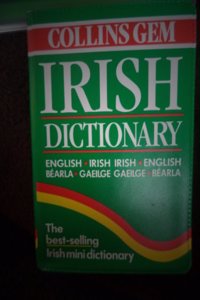 COLLINS GEM
IRISH
DICTIONARY
ENGLISH • IRISH IRISH • ENGLISH
BÉARLA • GAEILGE GAEILGE • BÉARLA
The
best-selling
Irish mini dictionary